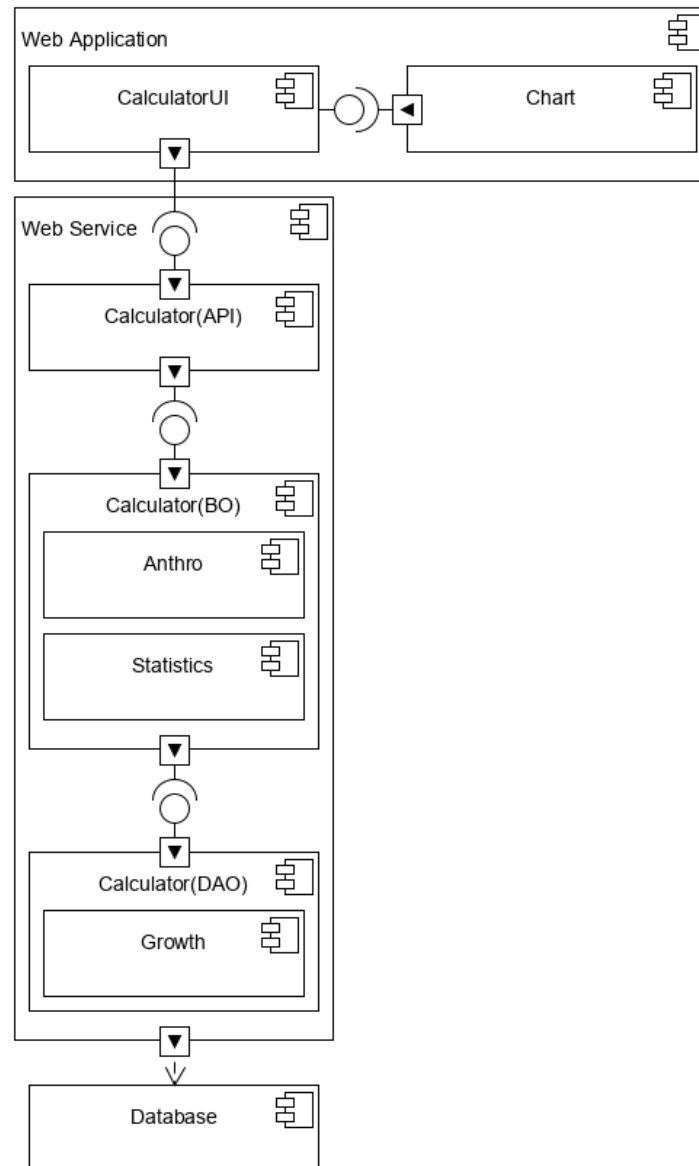 Web Application
CalculatorUI
Chart
Web Service
Calculator(API)
Calculator(BO)
Anthro
Statistics
Calculator(DAO)
Growth
Database